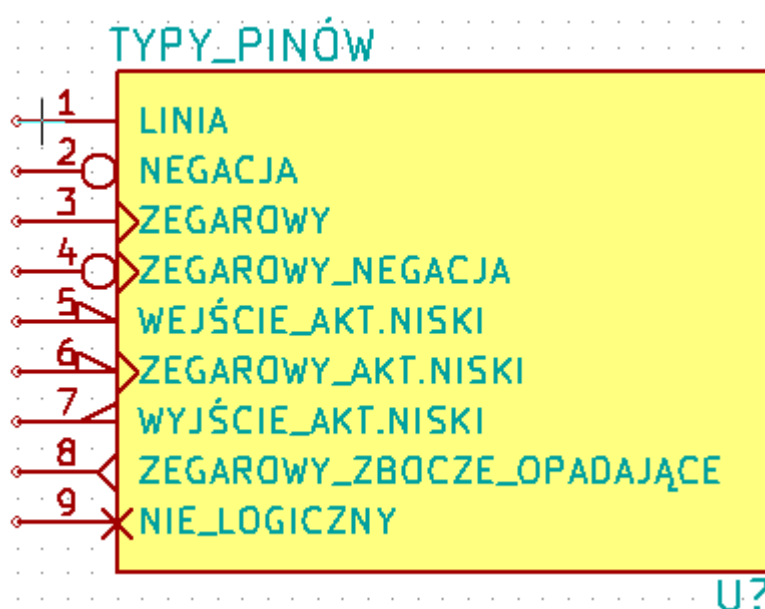 TYPY_PINÓW
1 LINIA
2 NEGACJA
3 ZEGAROWY
4 ZEGAROWY_NEGACJA
5 WEJŚCIE_AKT.NISKI
6 ZEGAROWY_AKT.NISKI
7 WYJŚCIE_AKT.NISKI
8 ZEGAROWY_ZBOCZE_OPADAJĄCE
9 NIE_LOGICZNY
U?